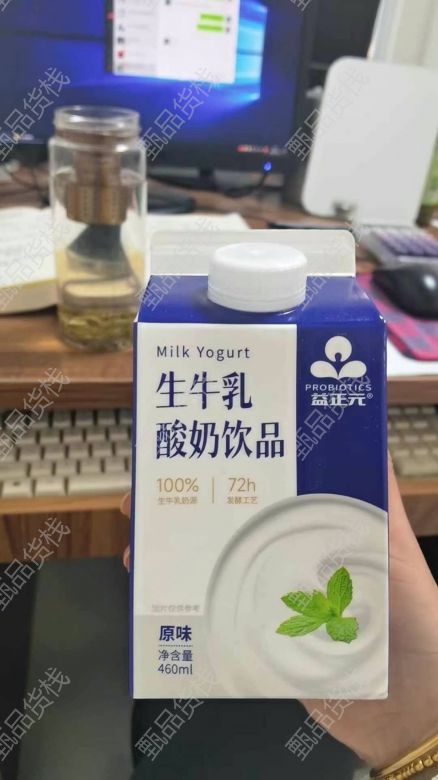 Milk Yogurt
生牛乳
酸奶饮品
PROBIOTICS
益正元®
100%
生牛乳奶源
72h
发酵工艺
图片仅供参考
原味
净含量
460ml
甄品货栈